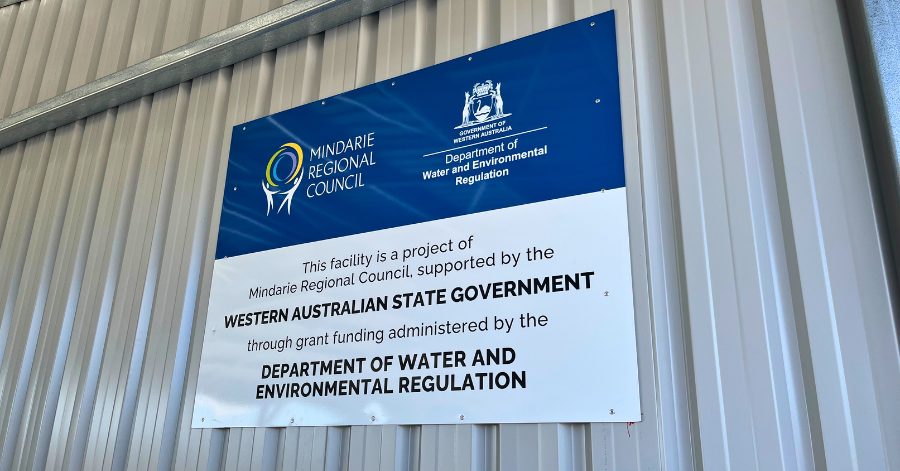 MINDARIE
REGIONAL
COUNCIL
GOVERNMENT OF
WESTERN AUSTRALIA
Department of
Water and Environmental
Regulation
This facility is a project of
Mindarie Regional Council, supported by the
WESTERN AUSTRALIAN STATE GOVERNMENT
through grant funding administered by the
DEPARTMENT OF WATER AND
ENVIRONMENTAL REGULATION